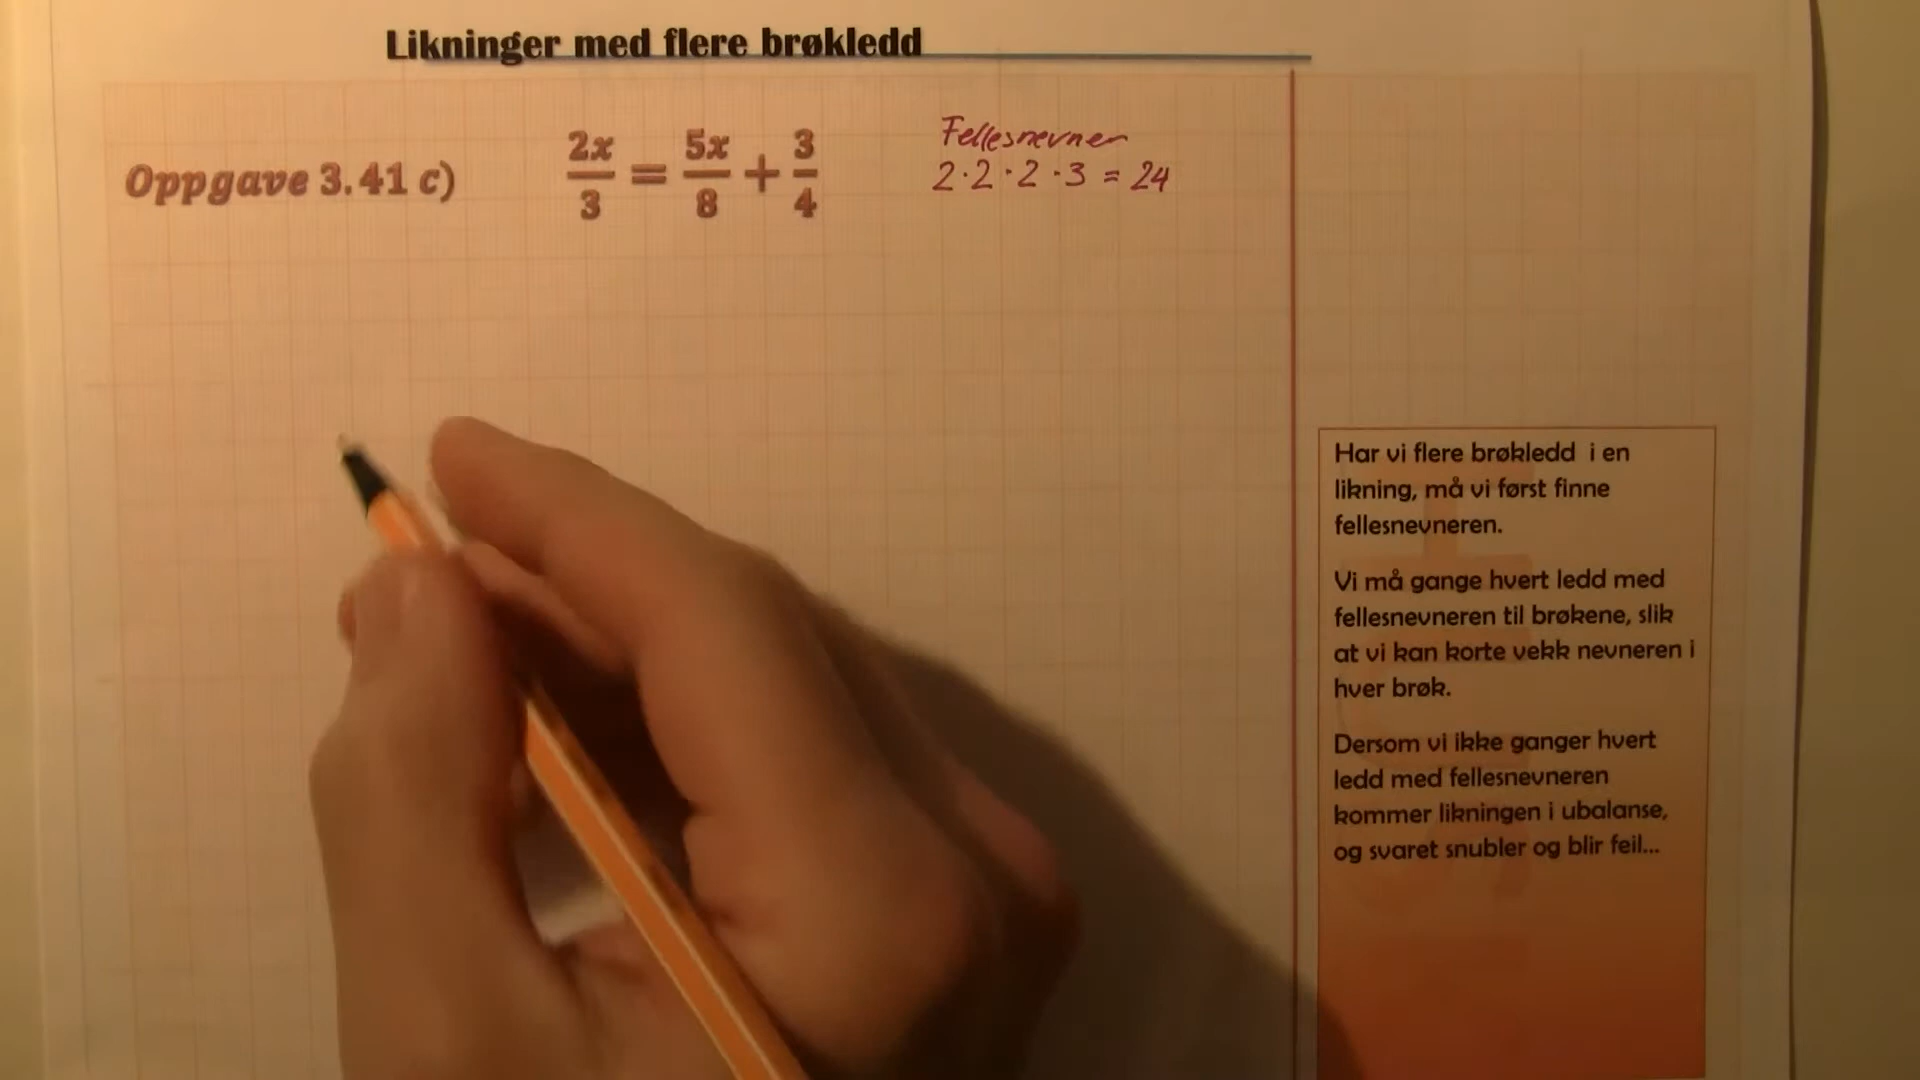 Likninger med flere brøkledd
Oppgave 3.41 c)
2x/3 = 5x/8 + 3/4
Fellesnevner
2·2·2·3 = 24
Har vi flere brøkledd i en
likning, må vi først finne
fellesnevneren.
Vi må gange hvert ledd med
fellesnevneren til brøkene, slik
at vi kan korte vekk nevneren i
hver brøk.
Dersom vi ikke ganger hvert
ledd med fellesnevneren
kommer likningen i ubalanse,
og svaret snubler og blir feil...